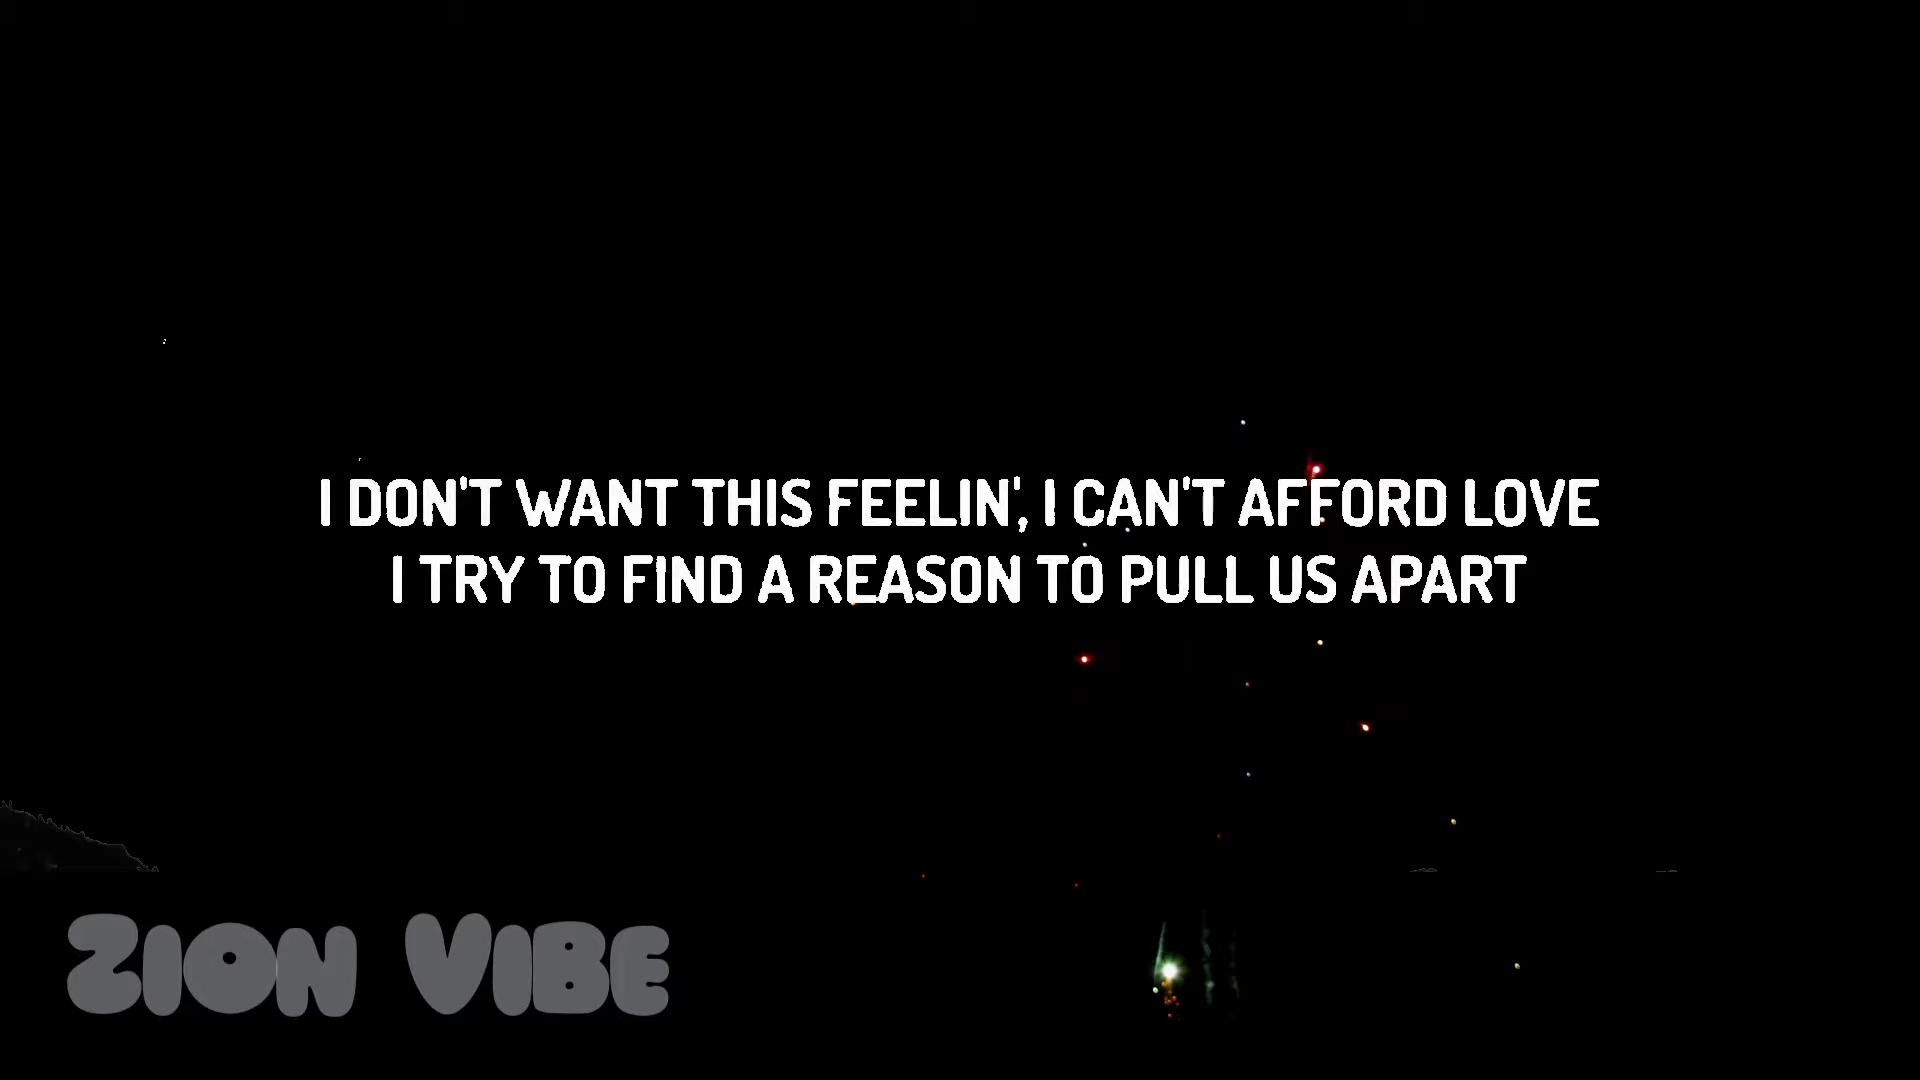 I DON'T WANT THIS FEELIN', I CAN'T AFFORD LOVE
I TRY TO FIND A REASON TO PULL US APART
ZION VIBE